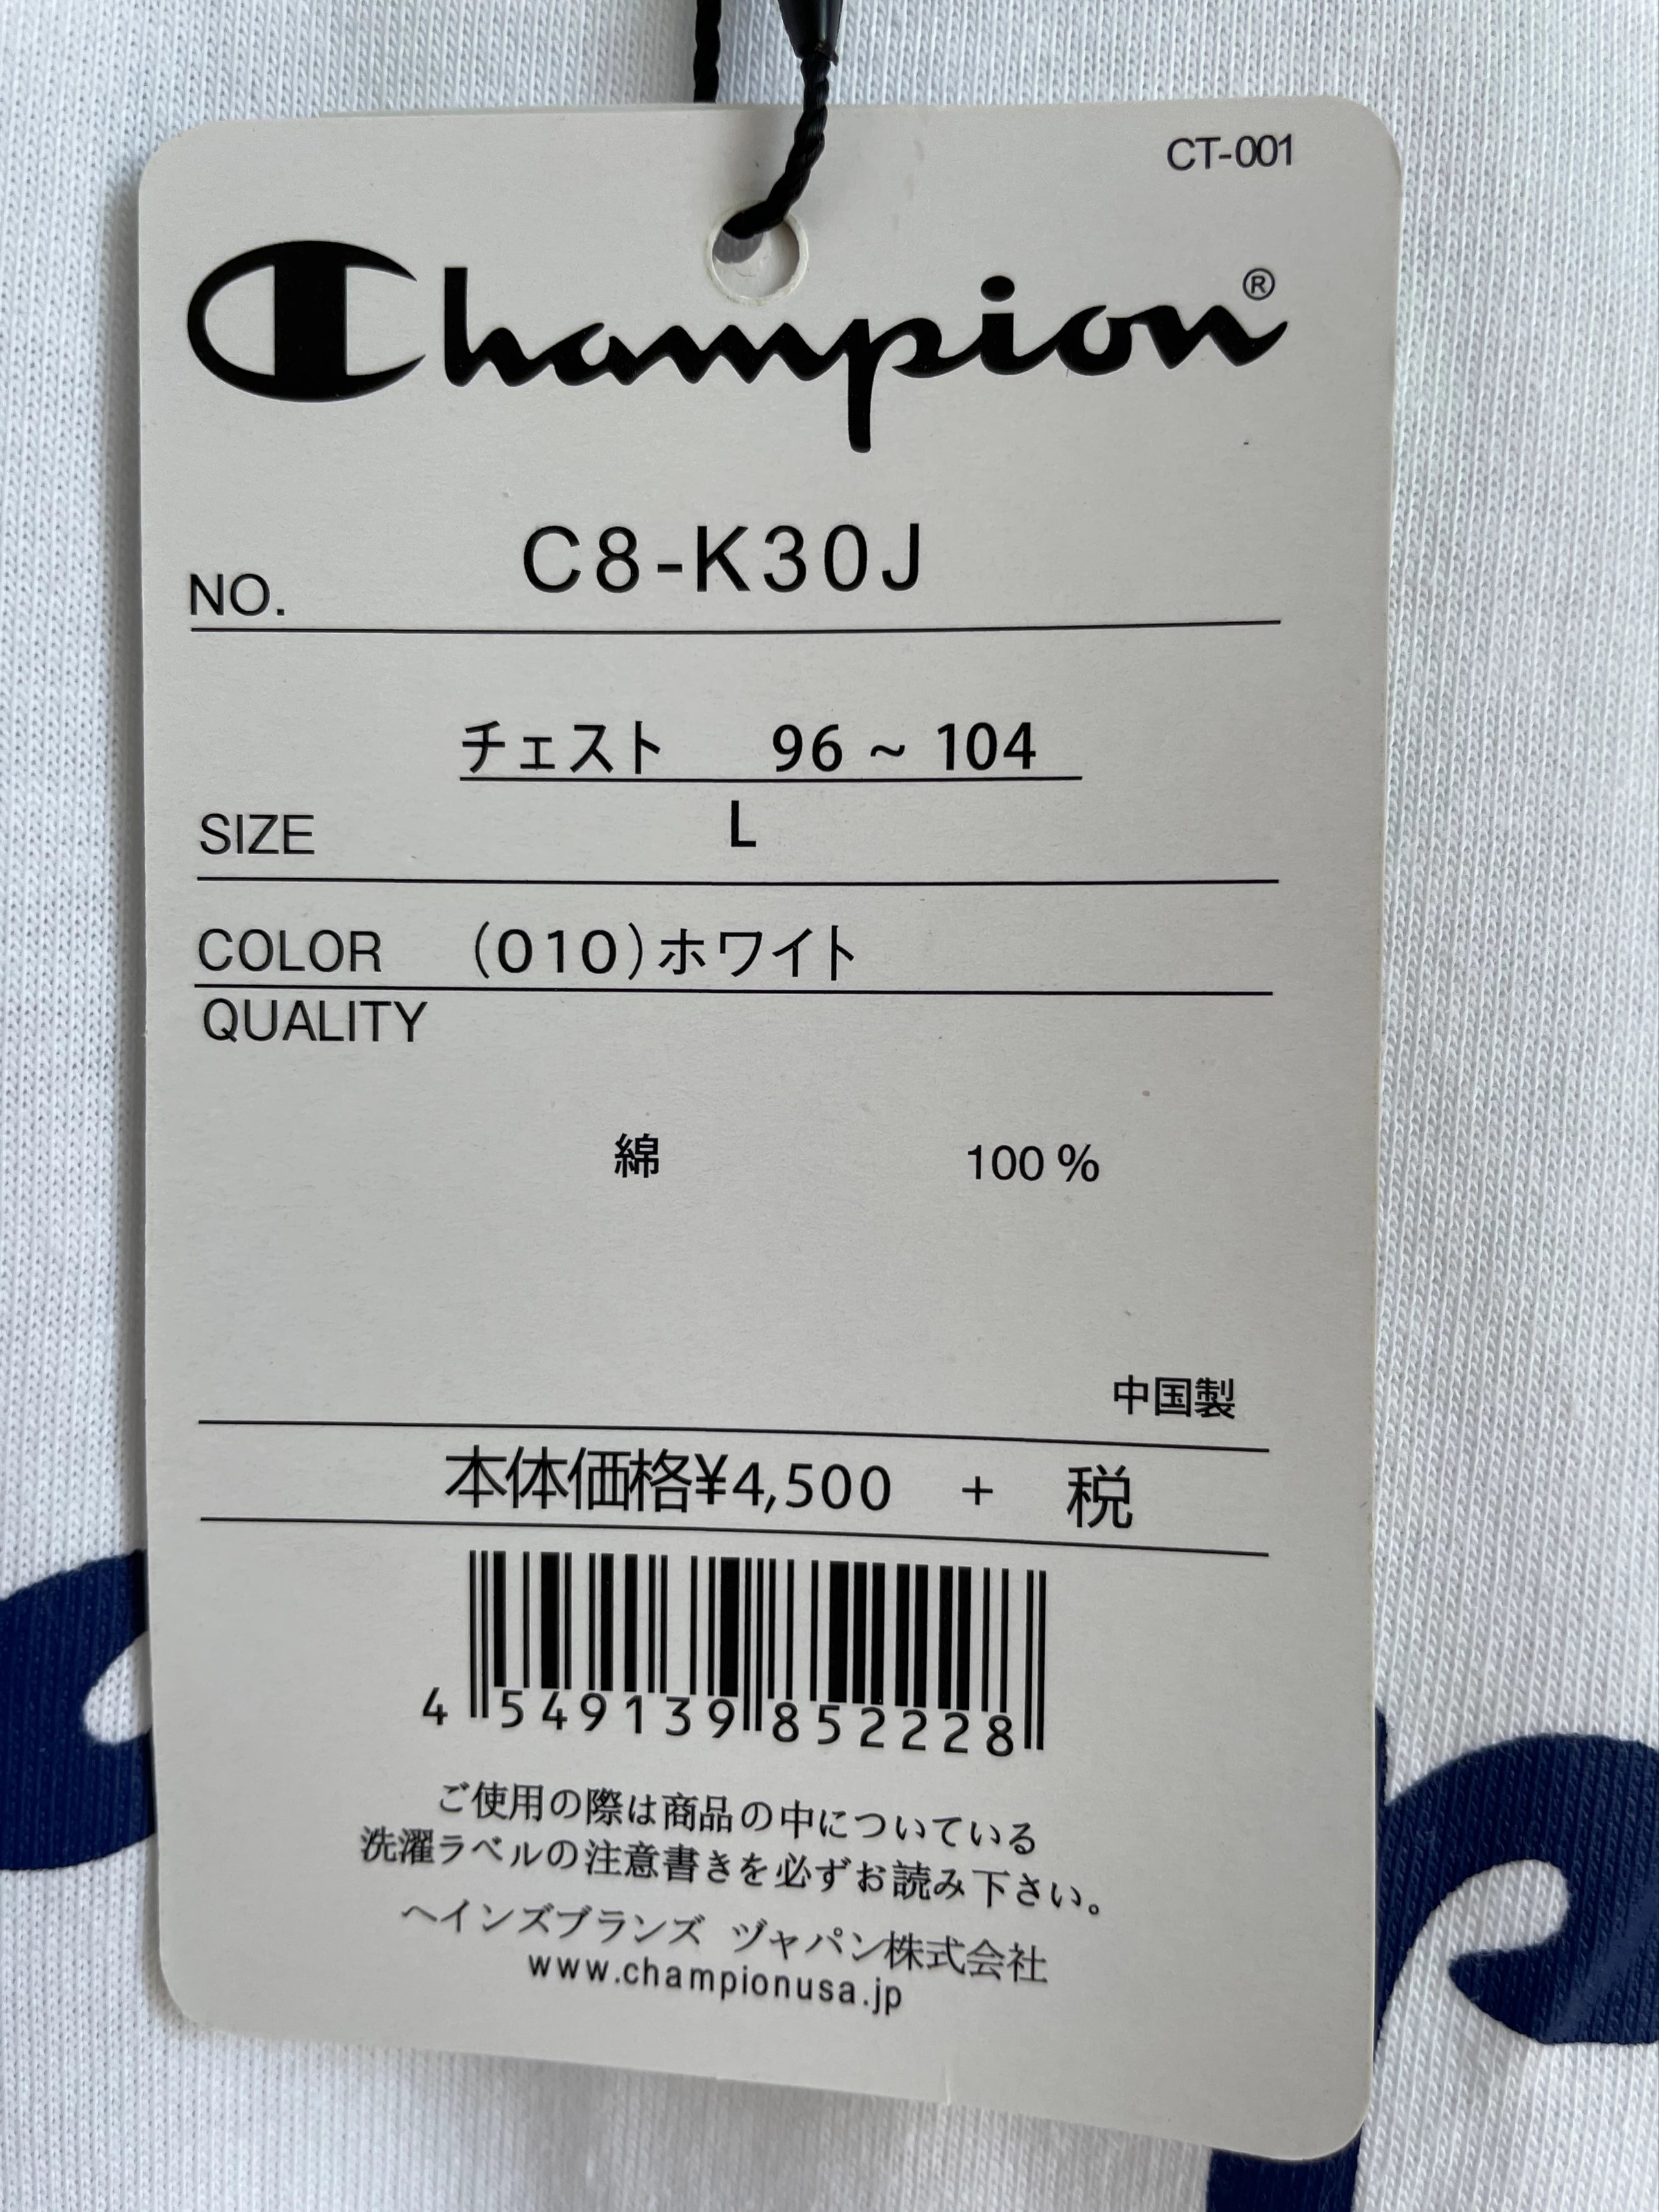 CT-001
Champion®
NO. C8-K30J
チェスト 96 ~ 104
SIZE L
COLOR (010)ホワイト
QUALITY
綿 100 %
中国製
本体価格¥4,500 + 税
4 549139 852228
ご使用の際は商品の中についている
洗濯ラベルの注意書きを必ずお読み下さい。
ヘインズブランズ ヅャパン株式会社
www.championusa.jp